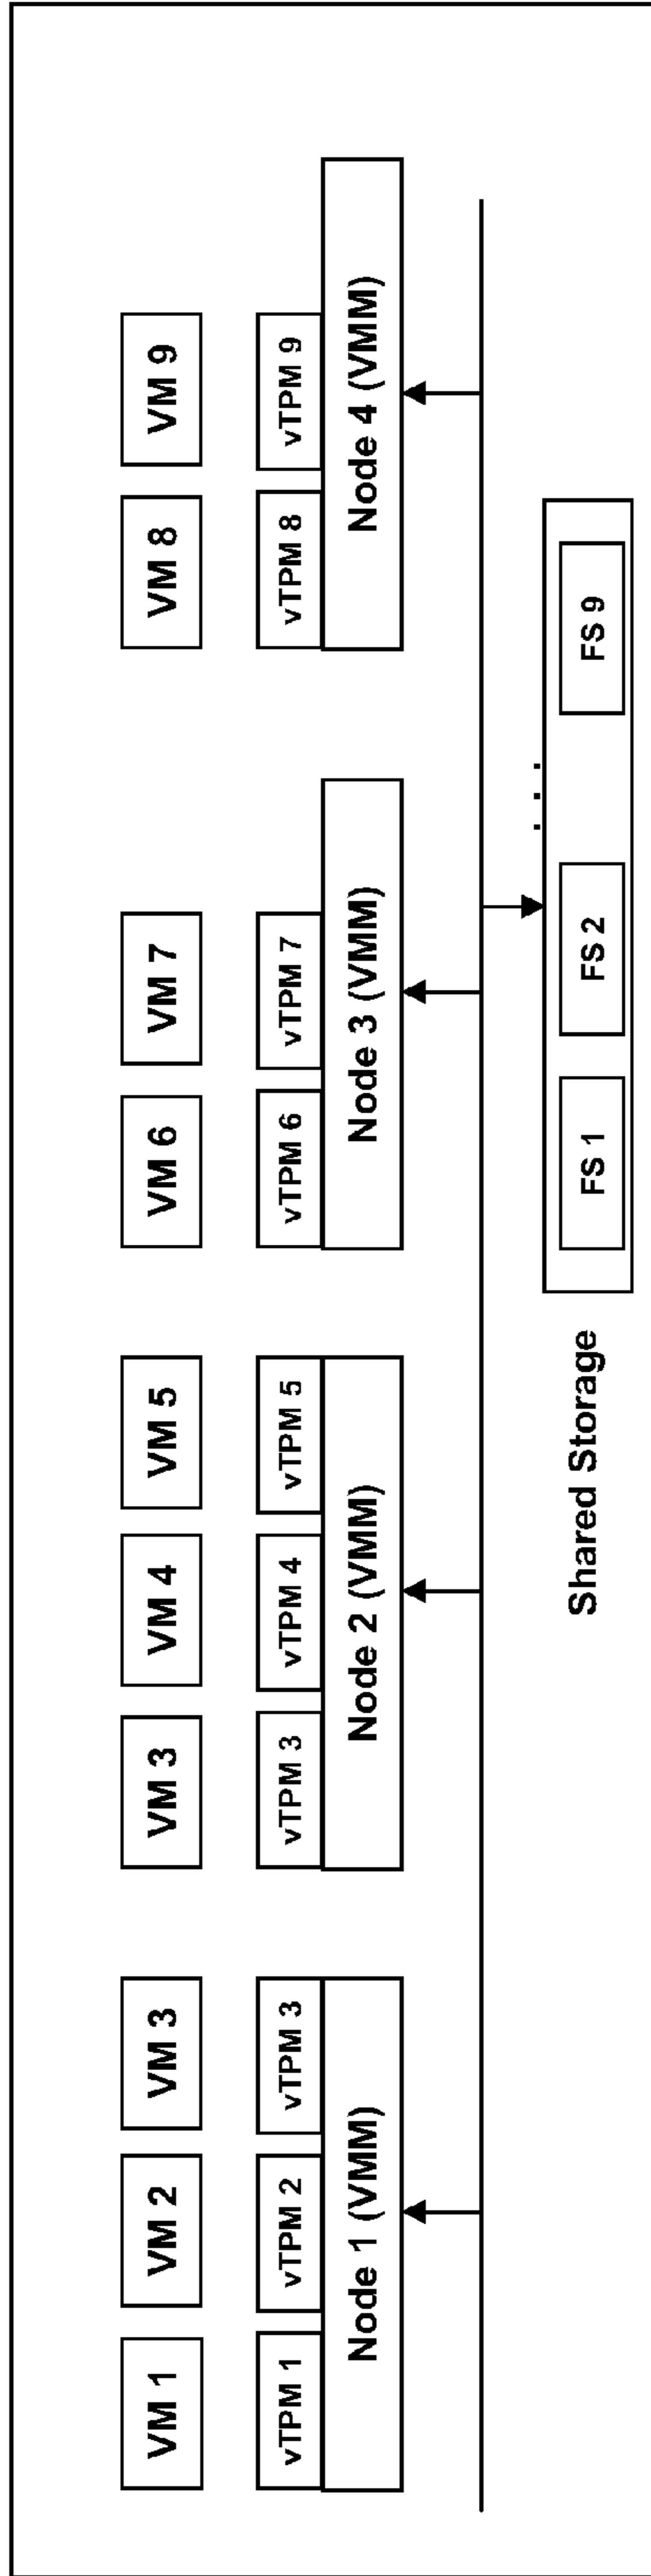 VM 1 VM 2 VM 3 VM 3 VM 4 VM 5 VM 6 VM 7 VM 8 VM 9
vTPM 1 vTPM 2 vTPM 3 vTPM 3 vTPM 4 vTPM 5 vTPM 6 vTPM 7 vTPM 8 vTPM 9
Node 1 (VMM) Node 2 (VMM) Node 3 (VMM) Node 4 (VMM)
. . .
Shared Storage FS 1 FS 2 FS 9